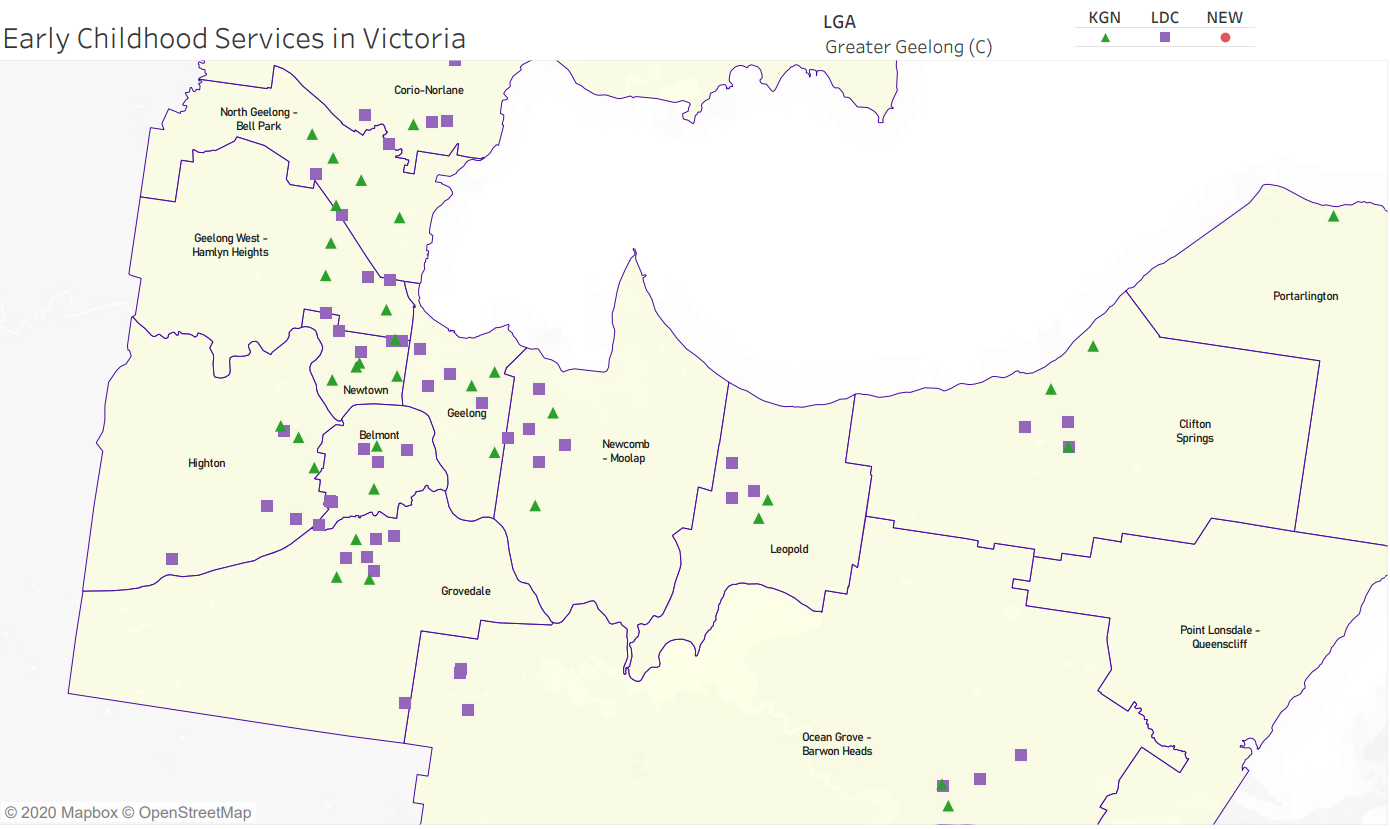 Early Childhood Services in Victoria
LGA
Greater Geelong (C)
KGN LDC NEW
Corio-Norlane
North Geelong -
Bell Park
Geelong West -
Hamlyn Heights
Portarlington
Newtown
Geelong
Belmont
Clifton
Springs
Newcomb
- Moolap
Highton
Leopold
Grovedale
Point Lonsdale -
Queenscliff
Ocean Grove -
Barwon Heads
© 2020 Mapbox © OpenStreetMap